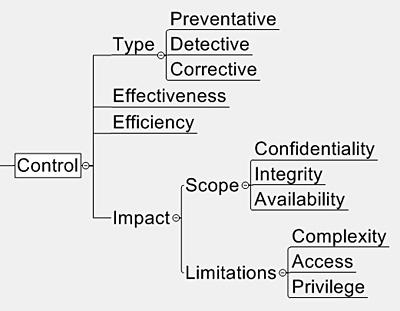 Preventative
Type
Detective
Corrective
Effectiveness
Efficiency
Control
Confidentiality
Scope
Integrity
Availability
Impact
Complexity
Limitations
Access
Privilege